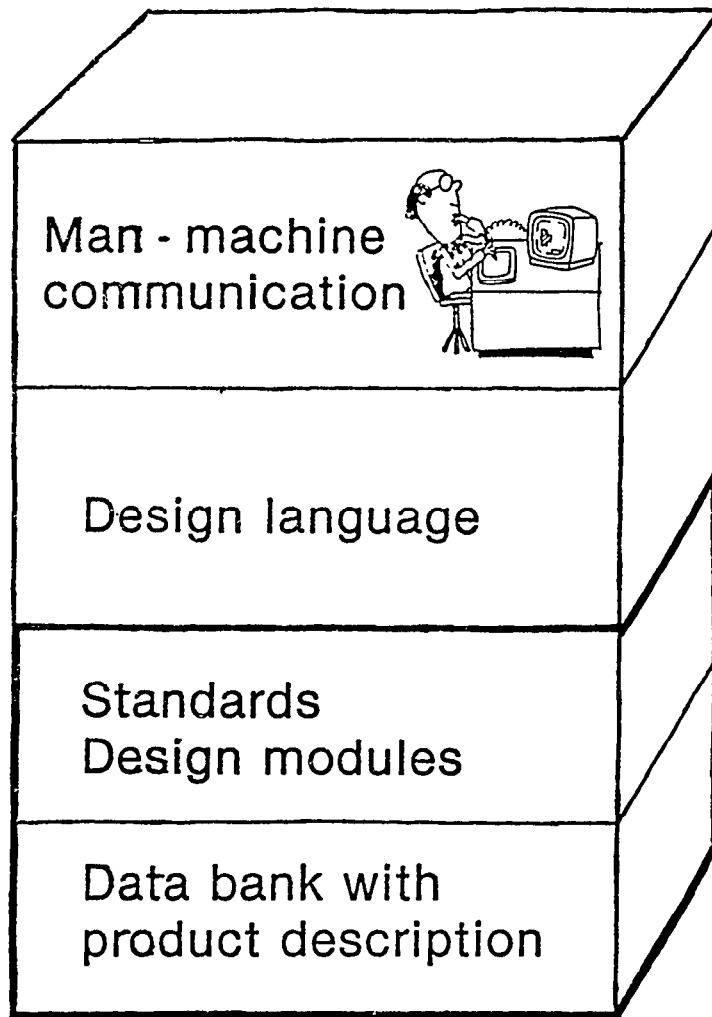 Man - machine
communication
Design language
Standards
Design modules
Data bank with
product description